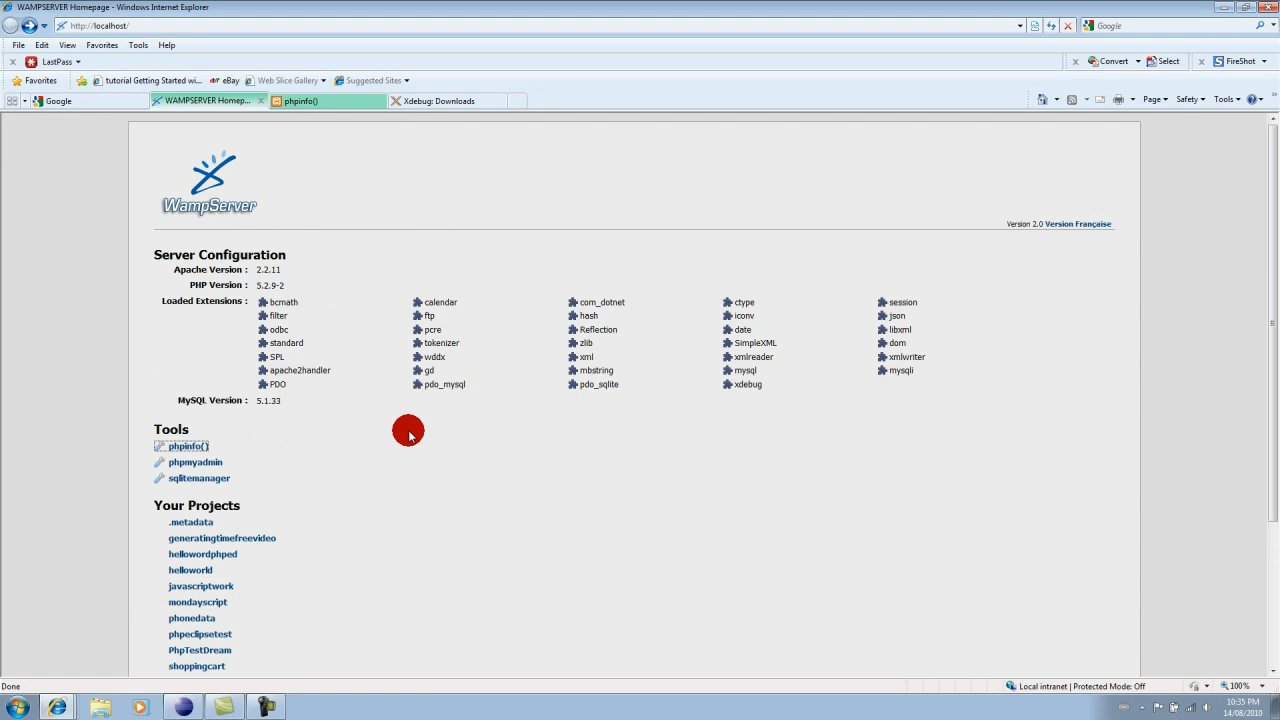 WAMPSERVER Homepage - Windows Internet Explorer
http://localhost/
Google
File Edit View Favorites Tools Help
LastPass
Convert Select
FireShot
Favorites tutorial Getting Started wi... eBay Web Slice Gallery Suggested Sites
Google WAMPSERVER Homep... phpinfo() Xdebug: Downloads
Page Safety Tools
WampServer
Version 2.0 Version Française
Server Configuration
Apache Version : 2.2.11
PHP Version : 5.2.9-2
Loaded Extensions : bcmath calendar com_dotnet ctype session
filter ftp hash iconv json
odbc pcre Reflection date libxml
standard tokenizer zlib SimpleXML dom
SPL wddx xml xmlreader xmlwriter
apache2handler gd mbstring mysql mysqli
PDO pdo_mysql pdo_sqlite xdebug
MySQL Version : 5.1.33
Tools
phpinfo()
phpmyadmin
sqlitemanager
Your Projects
.metadata
generatingtimefreevideo
hellowordphped
helloworld
javascriptwork
mondayscript
phonedata
phpeclipsetest
PhpTestDream
shoppingcart
Done
Local intranet | Protected Mode: Off
100%
10:35 PM
14/08/2010